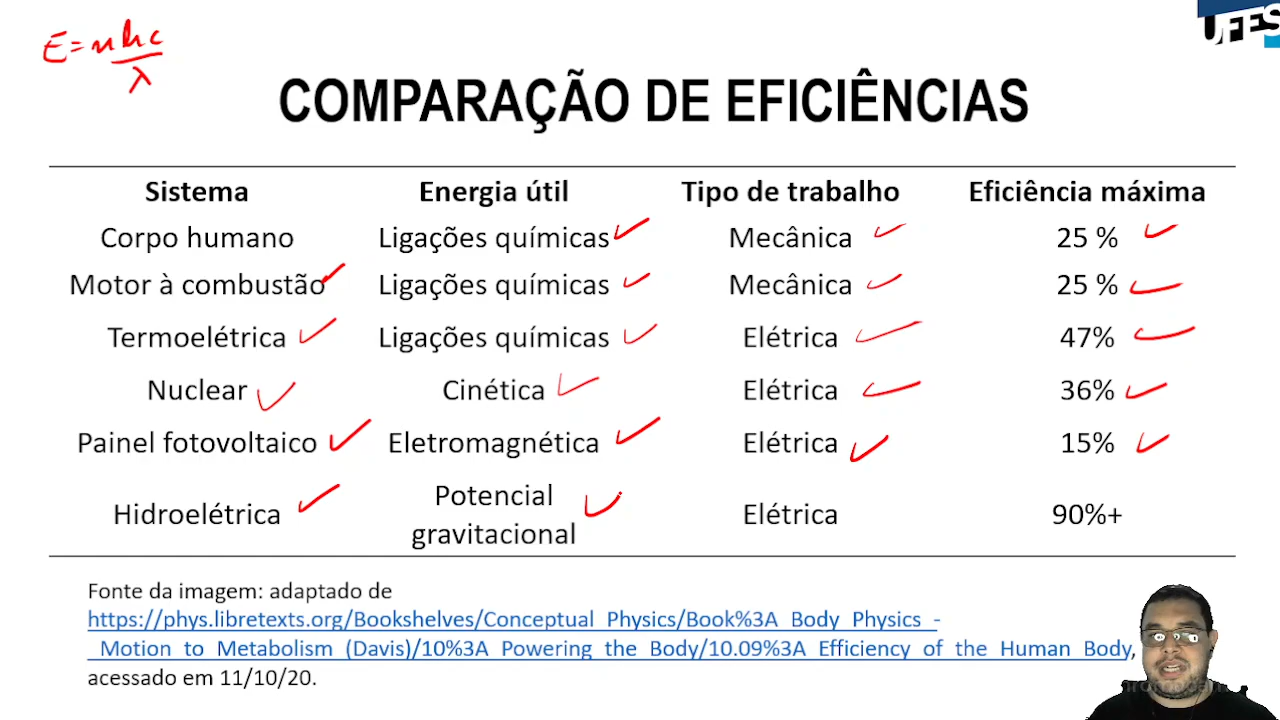 UFES
E = nhc
λ
COMPARAÇÃO DE EFICIÊNCIAS
Sistema Energia útil Tipo de trabalho Eficiência máxima
Corpo humano Ligações químicas Mecânica 25 %
Motor à combustão Ligações químicas Mecânica 25 %
Termoelétrica Ligações químicas Elétrica 47%
Nuclear Cinética Elétrica 36%
Painel fotovoltaico Eletromagnética Elétrica 15%
Hidroelétrica Potencial gravitacional Elétrica 90%+
Fonte da imagem: adaptado de
https://phys.libretexts.org/Bookshelves/Conceptual_Physics/Book%3A_Body_Physics_-
_Motion_to_Metabolism_(Davis)/10%3A_Powering_the_Body/10.09%3A_Efficiency_of_the_Human_Body,
acessado em 11/10/20.